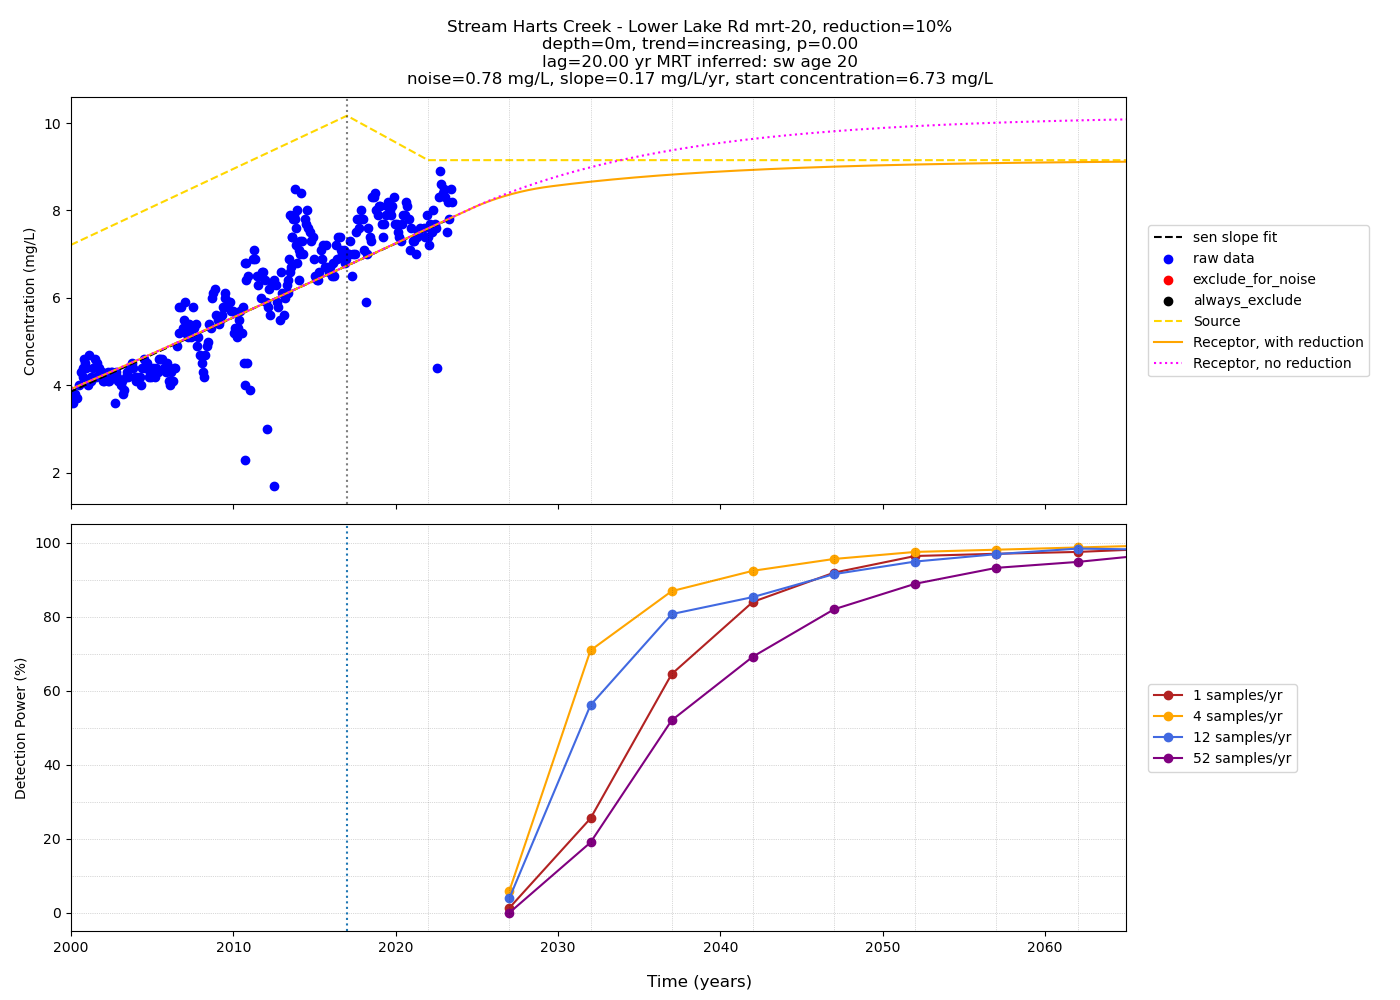 Stream Harts Creek - Lower Lake Rd mrt-20, reduction=10%
depth=0m, trend=increasing, p=0.00
lag=20.00 yr MRT inferred: sw age 20
noise=0.78 mg/L, slope=0.17 mg/L/yr, start concentration=6.73 mg/L
10
8
6
4
2
Concentration (mg/L)
sen slope fit
raw data
exclude_for_noise
always_exclude
Source
Receptor, with reduction
Receptor, no reduction
100
80
60
40
20
0
Detection Power (%)
1 samples/yr
4 samples/yr
12 samples/yr
52 samples/yr
2000 2010 2020 2030 2040 2050 2060
Time (years)